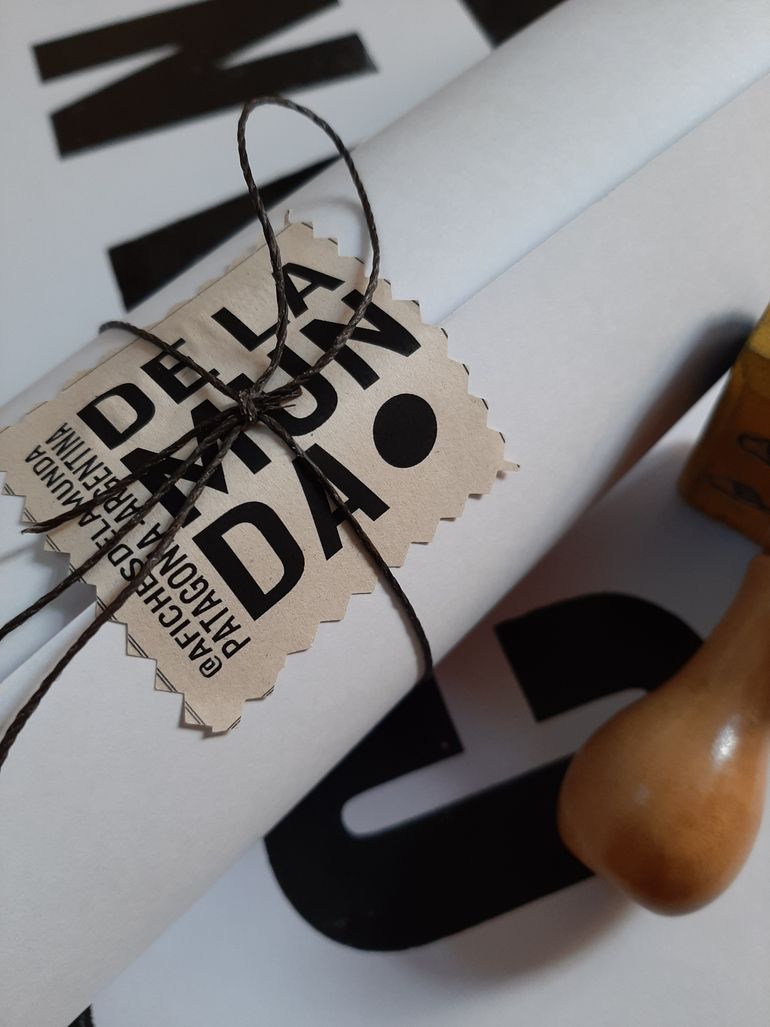 DE LA
MUN
DA
@AFICHESDELAMUNDA
PATAGONIA ARGENTINA